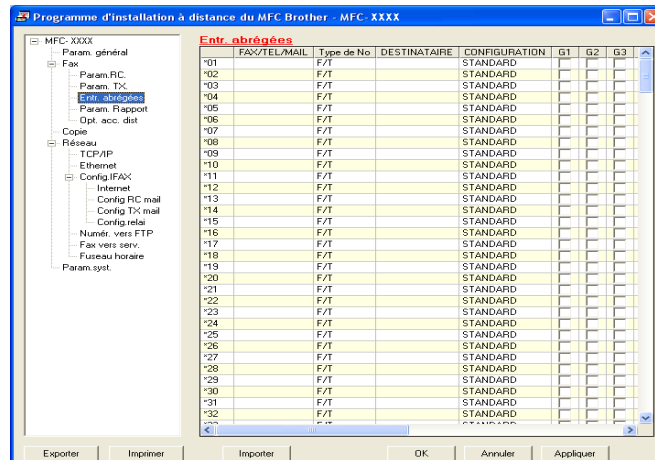 Programme d'installation à distance du MFC Brother - MFC-XXXX
MFC- XXXX
Param. général
Fax
Param.RC.
Param. TX.
Entr. abrégées
Param. Rapport
Opt. acc. dist
Copie
Réseau
TCP/IP
Ethernet
Config.IFAX
Internet
Config RC mail
Config TX mail
Config.relai
Numér. vers FTP
Fax vers serv.
Fuseau horaire
Param.syst.
Entr. abrégées
FAX/TEL/MAIL Type de No DESTINATAIRE CONFIGURATION G1 G2 G3
*01 F/T STANDARD
*02 F/T STANDARD
*03 F/T STANDARD
*04 F/T STANDARD
*05 F/T STANDARD
*06 F/T STANDARD
*07 F/T STANDARD
*08 F/T STANDARD
*09 F/T STANDARD
*10 F/T STANDARD
*11 F/T STANDARD
*12 F/T STANDARD
*13 F/T STANDARD
*14 F/T STANDARD
*15 F/T STANDARD
*16 F/T STANDARD
*17 F/T STANDARD
*18 F/T STANDARD
*19 F/T STANDARD
*20 F/T STANDARD
*21 F/T STANDARD
*22 F/T STANDARD
*23 F/T STANDARD
*24 F/T STANDARD
*25 F/T STANDARD
*26 F/T STANDARD
*27 F/T STANDARD
*28 F/T STANDARD
*29 F/T STANDARD
*30 F/T STANDARD
*31 F/T STANDARD
*32 F/T STANDARD
Exporter Imprimer Importer OK Annuler Appliquer